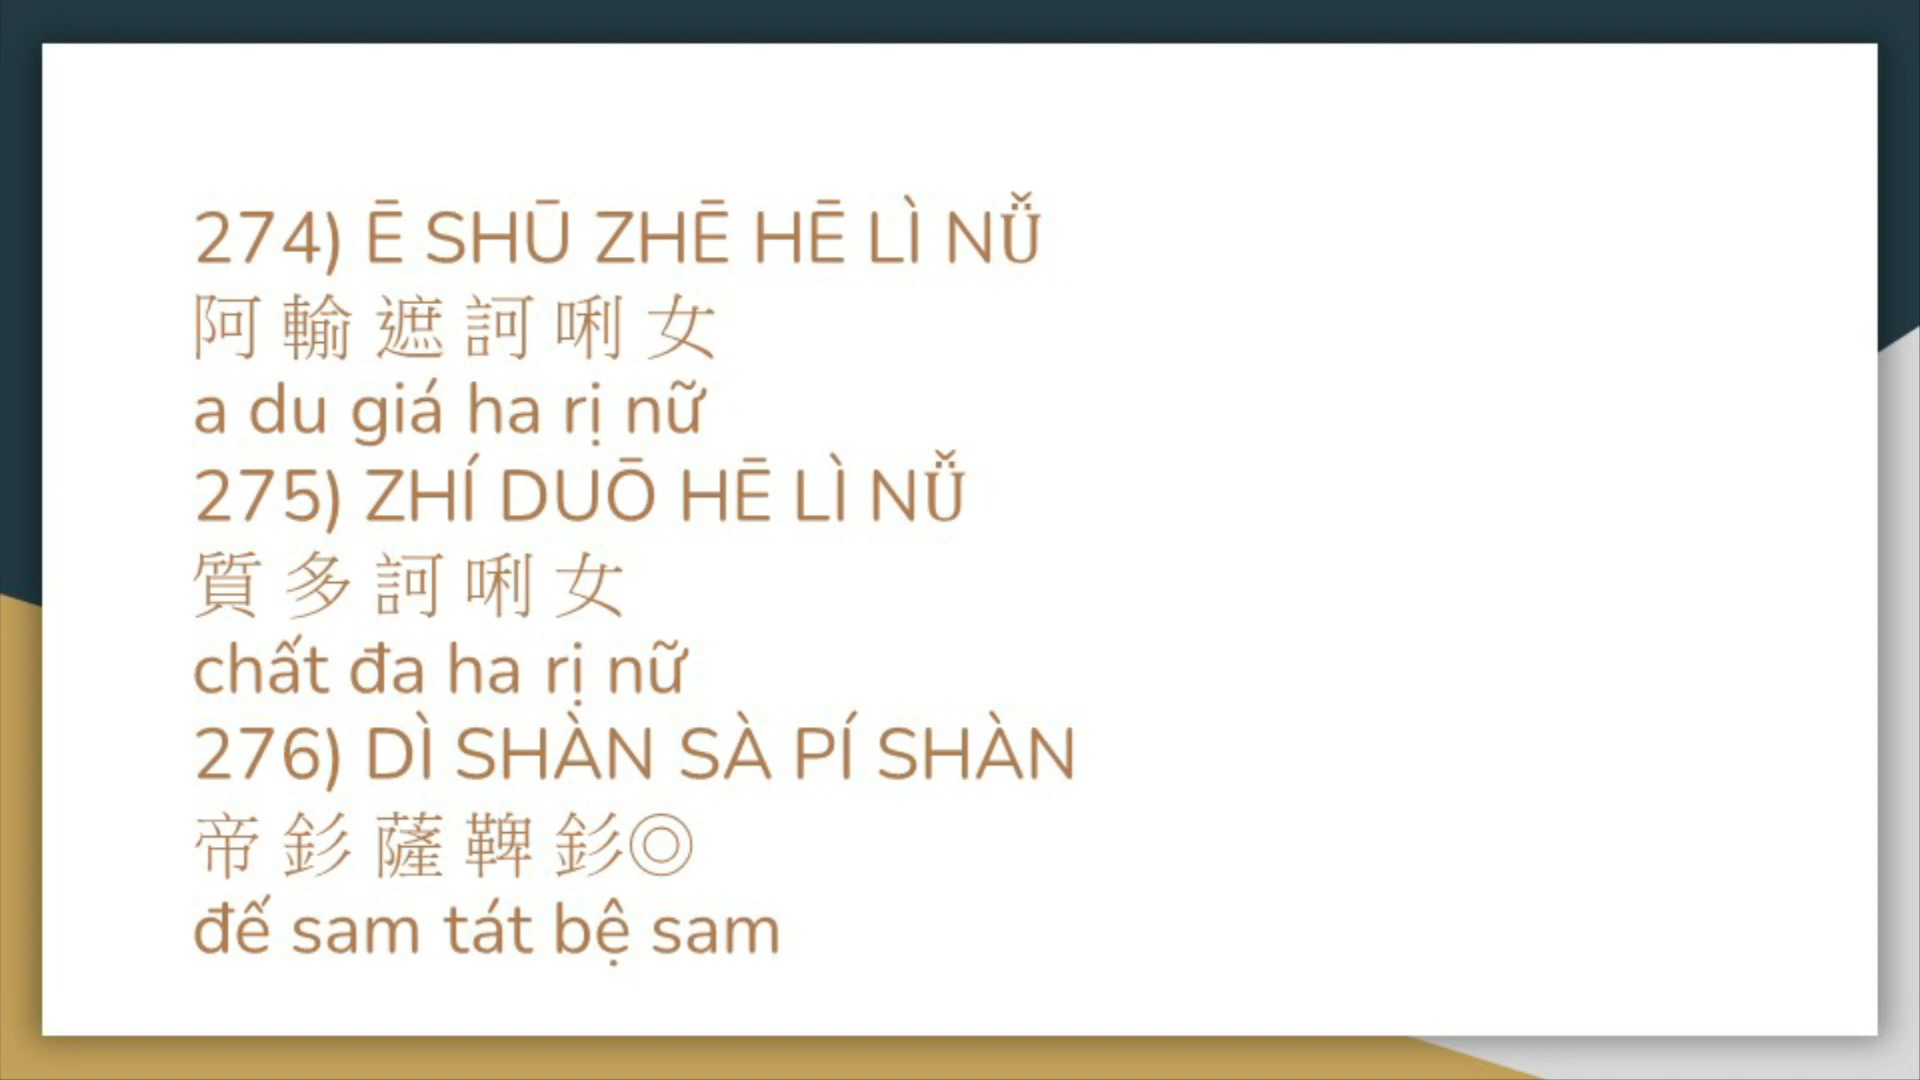 274) Ē SHŪ ZHĒ HĒ LÌ NǙ
阿 輸 遮 訶 唎 女
a du giá ha rị nữ
275) ZHÍ DUŌ HĒ LÌ NǙ
質 多 訶 唎 女
chất đa ha rị nữ
276) DÌ SHÀN SÀ PÍ SHÀN
帝 釤 薩 鞞 釤◎
đế sam tát bệ sam